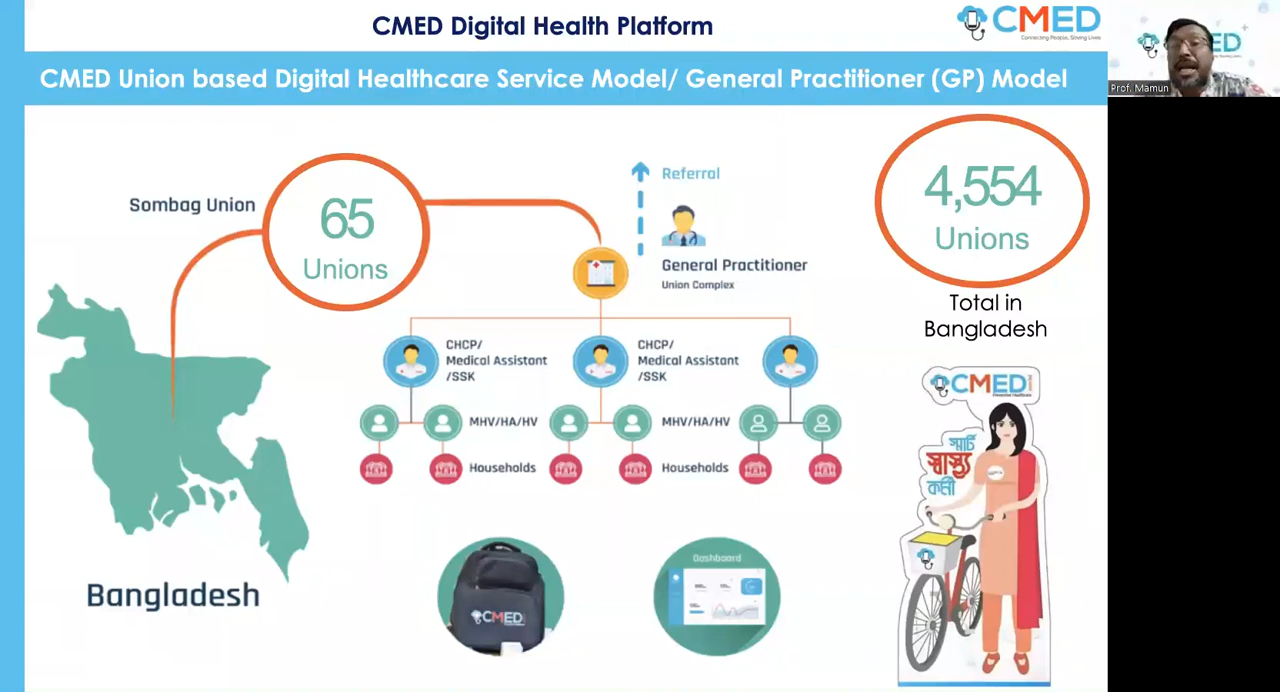 CMED Digital Health Platform
CMED
Connecting People, Saving Lives
Prof. Mamun
CMED Union based Digital Healthcare Service Model/ General Practitioner (GP) Model
Sombag Union
65
Unions
Referral
General Practitioner
Union Complex
4,554
Unions
Total in
Bangladesh
CHCP/
Medical Assistant
/SSK
CHCP/
Medical Assistant
/SSK
MHV/HA/HV
MHV/HA/HV
Households
Households
Bangladesh
CMED
Dashboard
CMED
স্মার্ট
স্বাস্থ্য
কর্মী